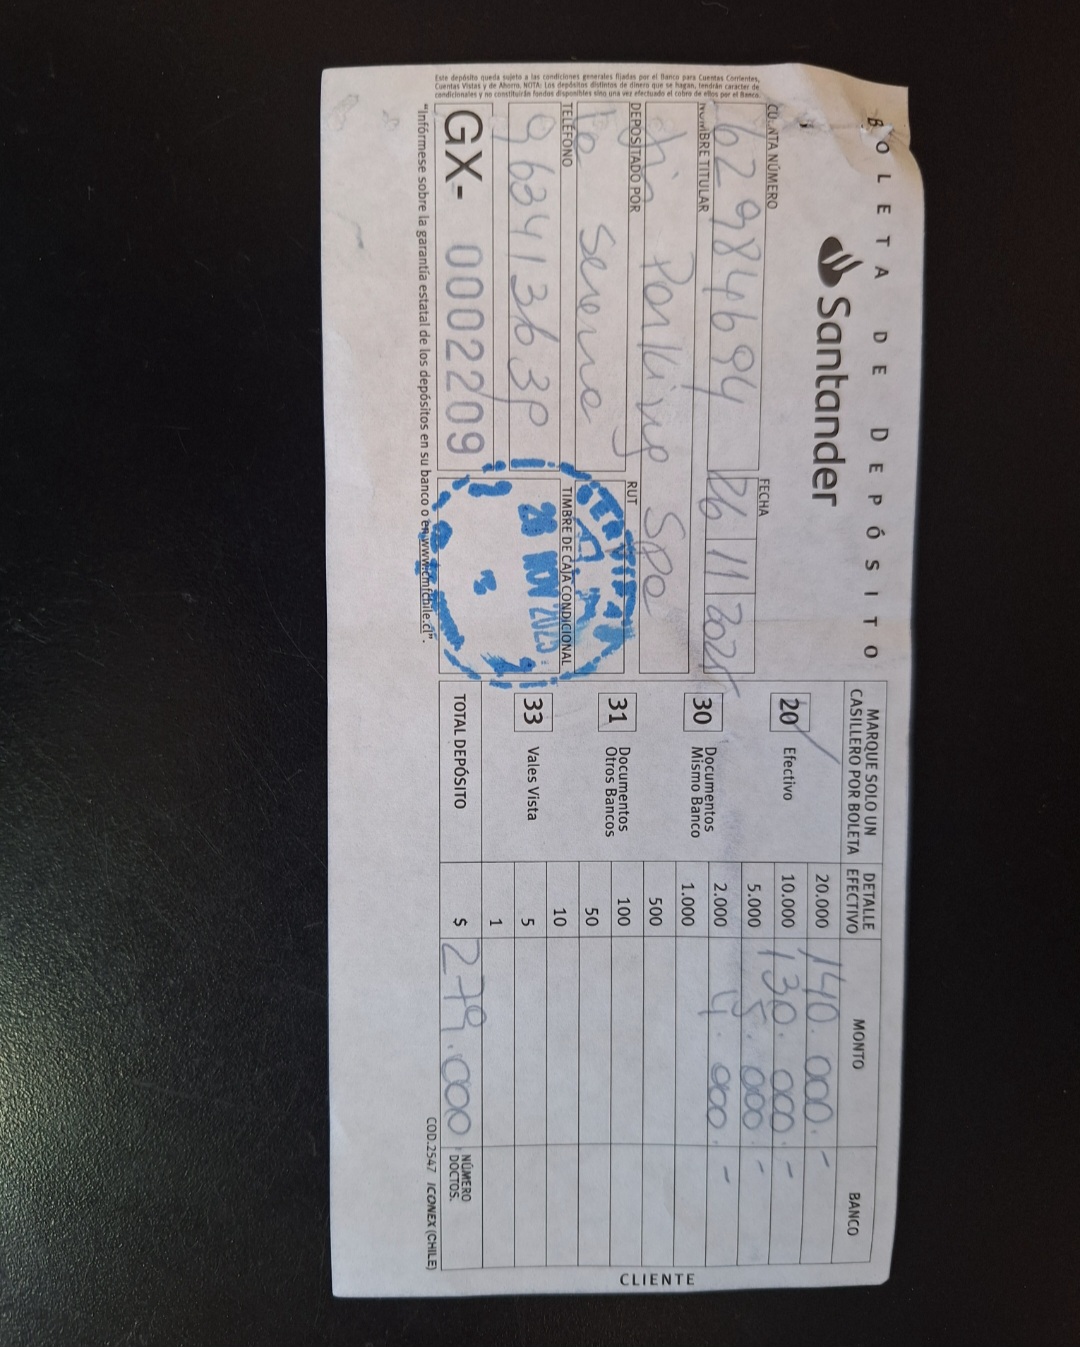 BOLETA DE DEPÓSITO
Santander
CUENTA NÚMERO
FECHA
06 11 2025
NOMBRE TITULAR
Parking Spa
DEPOSITADO POR
RUT
La Serena
TELÉFONO
TIMBRE DE CAJA CONDICIONAL
963413638
GX- 0002209
NOV 2025
Este depósito queda sujeto a las condiciones generales fijadas por el Banco para Cuentas Corrientes,
Cuentas Vistas y de Ahorro. NOTA: Los depósitos distintos de dinero que se hagan, tendrán carácter de
condicionales y no constituirán fondos disponibles sino una vez efectuado el cobro de ellos por el Banco.
"Infórmese sobre la garantía estatal de los depósitos en su banco o en www.cmfchile.cl".
MARQUE SOLO UN
CASILLERO POR BOLETA
DETALLE
EFECTIVO
MONTO
BANCO
20 Efectivo
30 Documentos
Mismo Banco
31 Documentos
Otros Bancos
33 Vales Vista
20.000 140.000.-
10.000 130.000.-
5.000 5.000.-
2.000 4.000.-
1.000
500
100
50
10
5
1
TOTAL DEPÓSITO $ 279.000
NÚMERO
DOCTOS.
COD.2547 ICONEX (CHILE)
CLIENTE